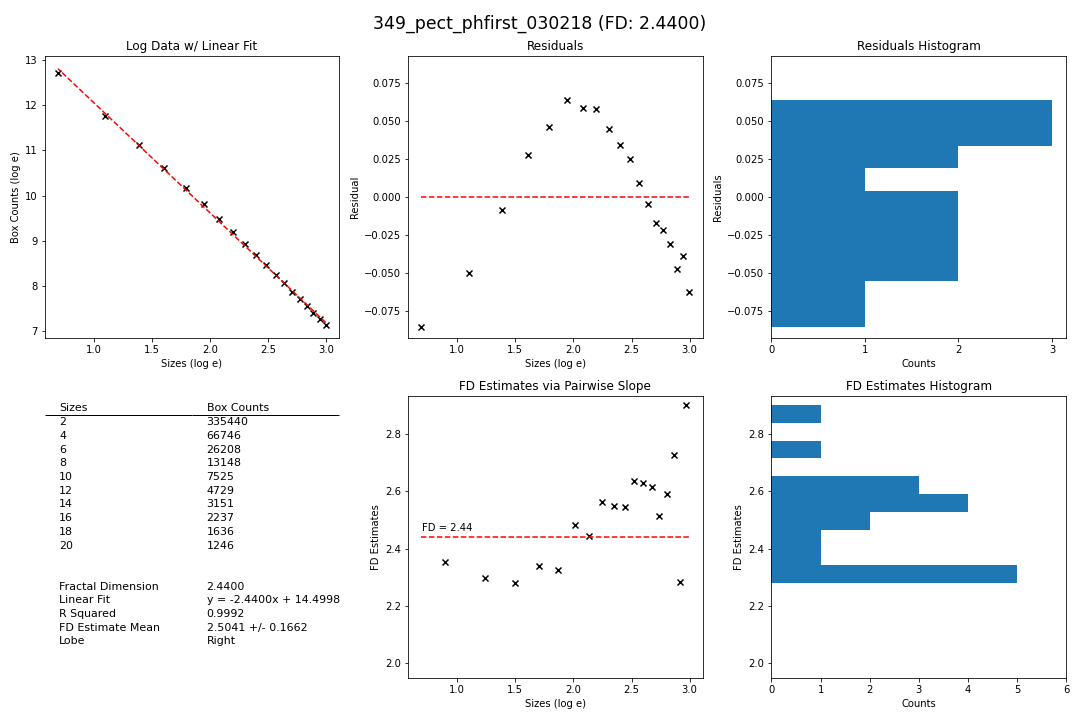 349_pect_phfirst_030218 (FD: 2.4400)
Log Data w/ Linear Fit
13
12
11
10
9
8
7
Box Counts (log e)
1.0 1.5 2.0 2.5 3.0
Sizes (log e)
Residuals
0.075
0.050
0.025
0.000
−0.025
−0.050
−0.075
Residual
1.0 1.5 2.0 2.5 3.0
Sizes (log e)
Residuals Histogram
0.075
0.050
0.025
0.000
−0.025
−0.050
−0.075
Residuals
0 1 2 3
Counts
Sizes Box Counts
2 335440
4 66746
6 26208
8 13148
10 7525
12 4729
14 3151
16 2237
18 1636
20 1246
Fractal Dimension 2.4400
Linear Fit y = -2.4400x + 14.4998
R Squared 0.9992
FD Estimate Mean 2.5041 +/- 0.1662
Lobe Right
FD Estimates via Pairwise Slope
2.8
2.6
2.4
2.2
2.0
FD Estimates
FD = 2.44
1.0 1.5 2.0 2.5 3.0
Sizes (log e)
FD Estimates Histogram
2.8
2.6
2.4
2.2
2.0
FD Estimates
0 1 2 3 4 5 6
Counts